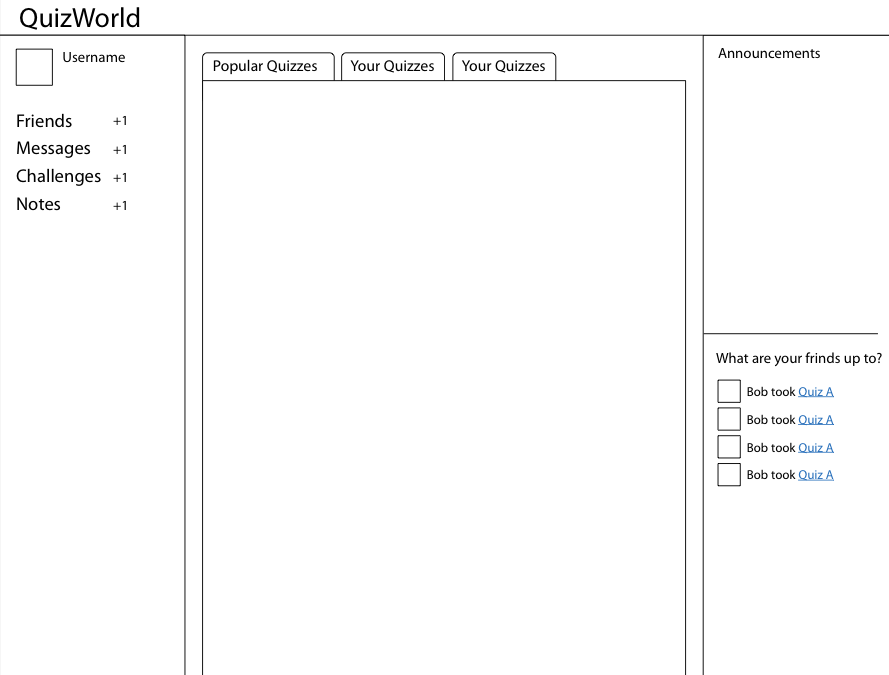 QuizWorld
Username
Friends +1
Messages +1
Challenges +1
Notes +1
Popular Quizzes
Your Quizzes
Your Quizzes
Announcements
What are your frinds up to?
Bob took Quiz A
Bob took Quiz A
Bob took Quiz A
Bob took Quiz A